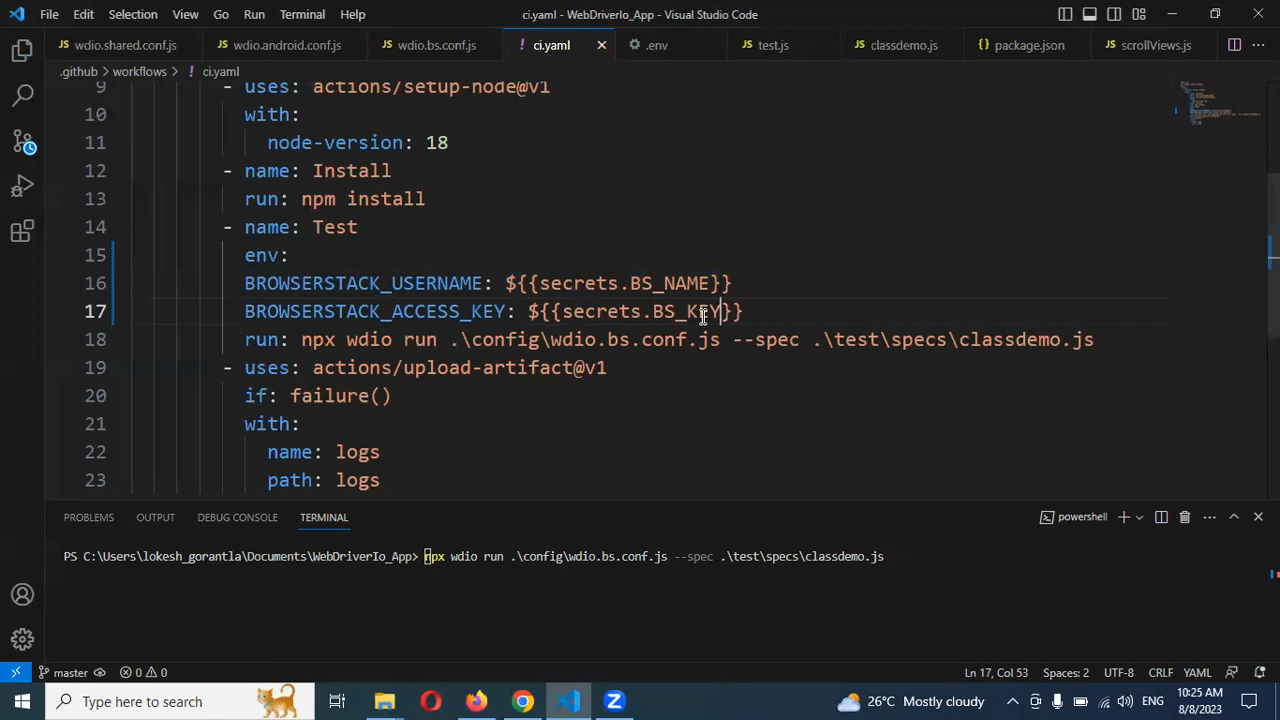 File Edit Selection View Go Run Terminal Help
ci.yaml - WebDriverIo_App - Visual Studio Code
wdio.shared.conf.js wdio.android.conf.js wdio.bs.conf.js ! ci.yaml .env test.js classdemo.js package.json scrollViews.js
.github > workflows > ! ci.yaml
9 - uses: actions/setup-node@v1
10 with:
11 node-version: 18
12 - name: Install
13 run: npm install
14 - name: Test
15 env:
16 BROWSERSTACK_USERNAME: ${{secrets.BS_NAME}}
17 BROWSERSTACK_ACCESS_KEY: ${{secrets.BS_KEY}}
18 run: npx wdio run .\config\wdio.bs.conf.js --spec .\test\specs\classdemo.js
19 - uses: actions/upload-artifact@v1
20 if: failure()
21 with:
22 name: logs
23 path: logs
PROBLEMS OUTPUT DEBUG CONSOLE TERMINAL
powershell
PS C:\Users\lokesh_gorantla\Documents\WebDriverIo_App> npx wdio run .\config\wdio.bs.conf.js --spec .\test\specs\classdemo.js
master 0 0
Ln 17, Col 53 Spaces: 2 UTF-8 CRLF YAML
Type here to search
26°C Mostly cloudy
ENG
10:25 AM
8/8/2023